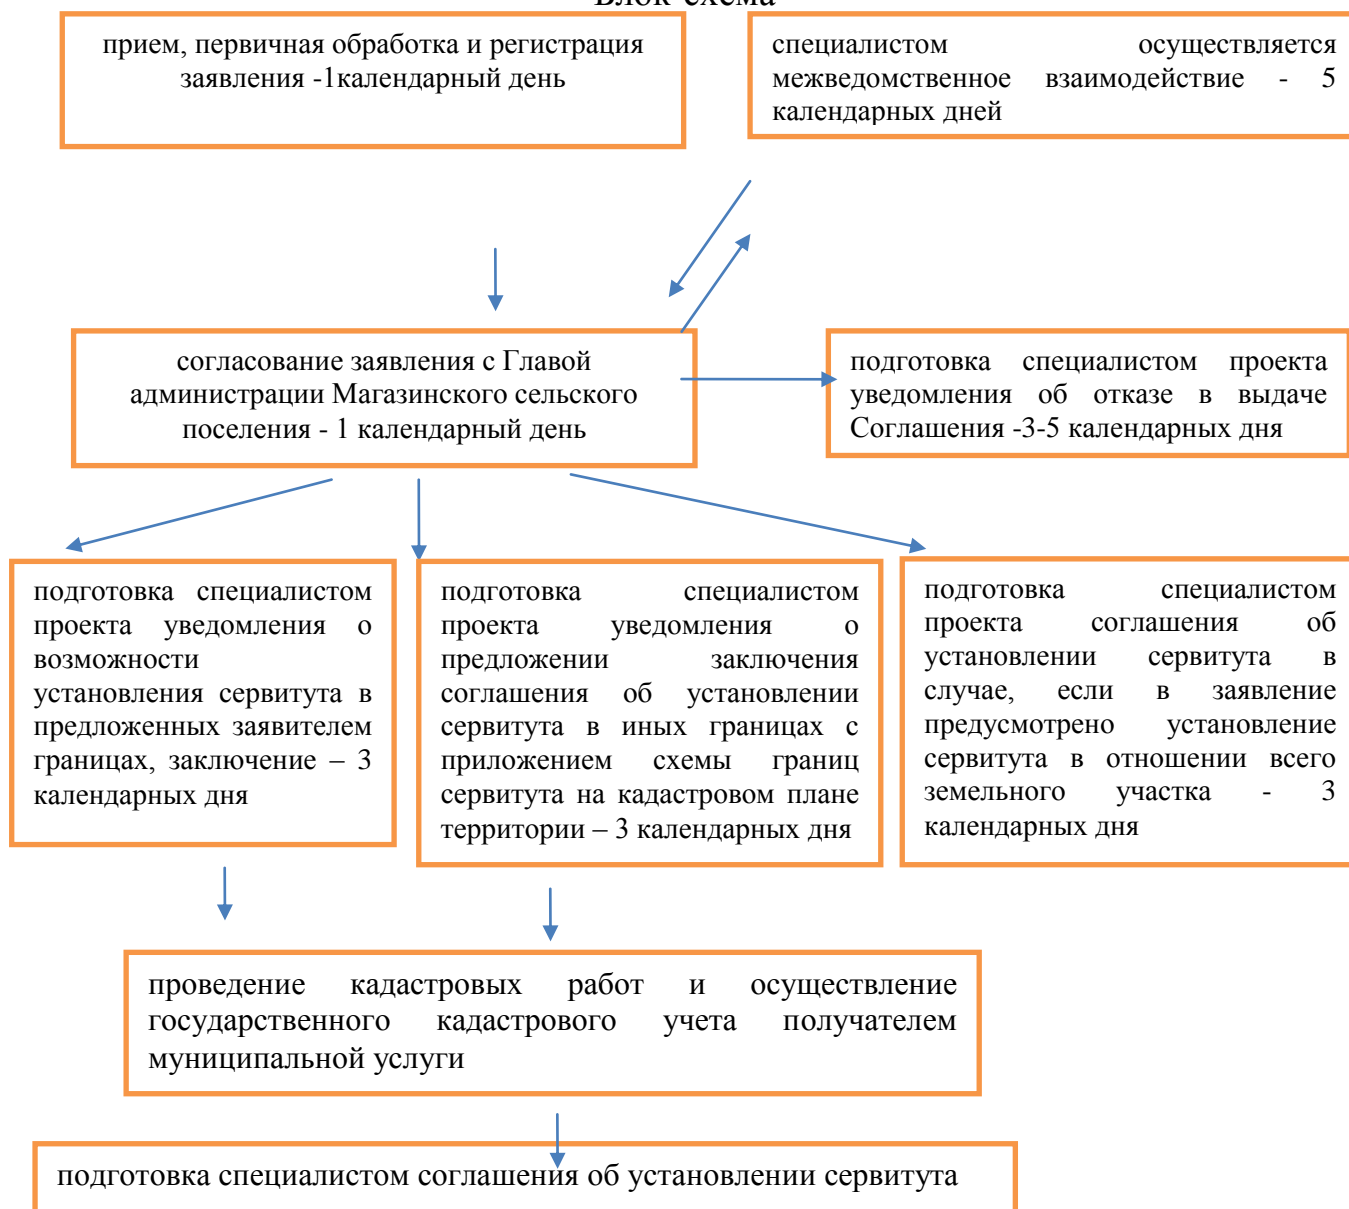 Блок-схема
прием, первичная обработка и регистрация
заявления -1календарный день
специалистом осуществляется
межведомственное взаимодействие - 5
календарных дней
согласование заявления с Главой
администрации Магазинского сельского
поселения - 1 календарный день
подготовка специалистом проекта
уведомления об отказе в выдаче
Соглашения -3-5 календарных дня
подготовка специалистом
проекта уведомления о
возможности
установления сервитута в
предложенных заявителем
границах, заключение – 3
календарных дня
подготовка специалистом
проекта уведомления о
предложении заключения
соглашения об установлении
сервитута в иных границах с
приложением схемы границ
сервитута на кадастровом плане
территории – 3 календарных дня
подготовка специалистом
проекта соглашения об
установлении сервитута в
случае, если в заявление
предусмотрено установление
сервитута в отношении всего
земельного участка - 3
календарных дня
проведение кадастровых работ и осуществление
государственного кадастрового учета получателем
муниципальной услуги
подготовка специалистом соглашения об установлении сервитута